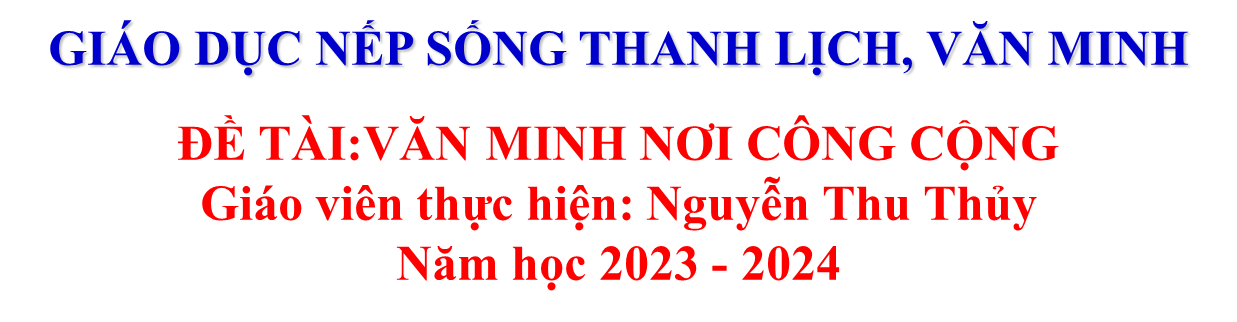 GIÁO DỤC NẾP SỐNG THANH LỊCH, VĂN MINH
ĐỀ TÀI:VĂN MINH NƠI CÔNG CỘNG
Giáo viên thực hiện: Nguyễn Thu Thủy
Năm học 2023 - 2024